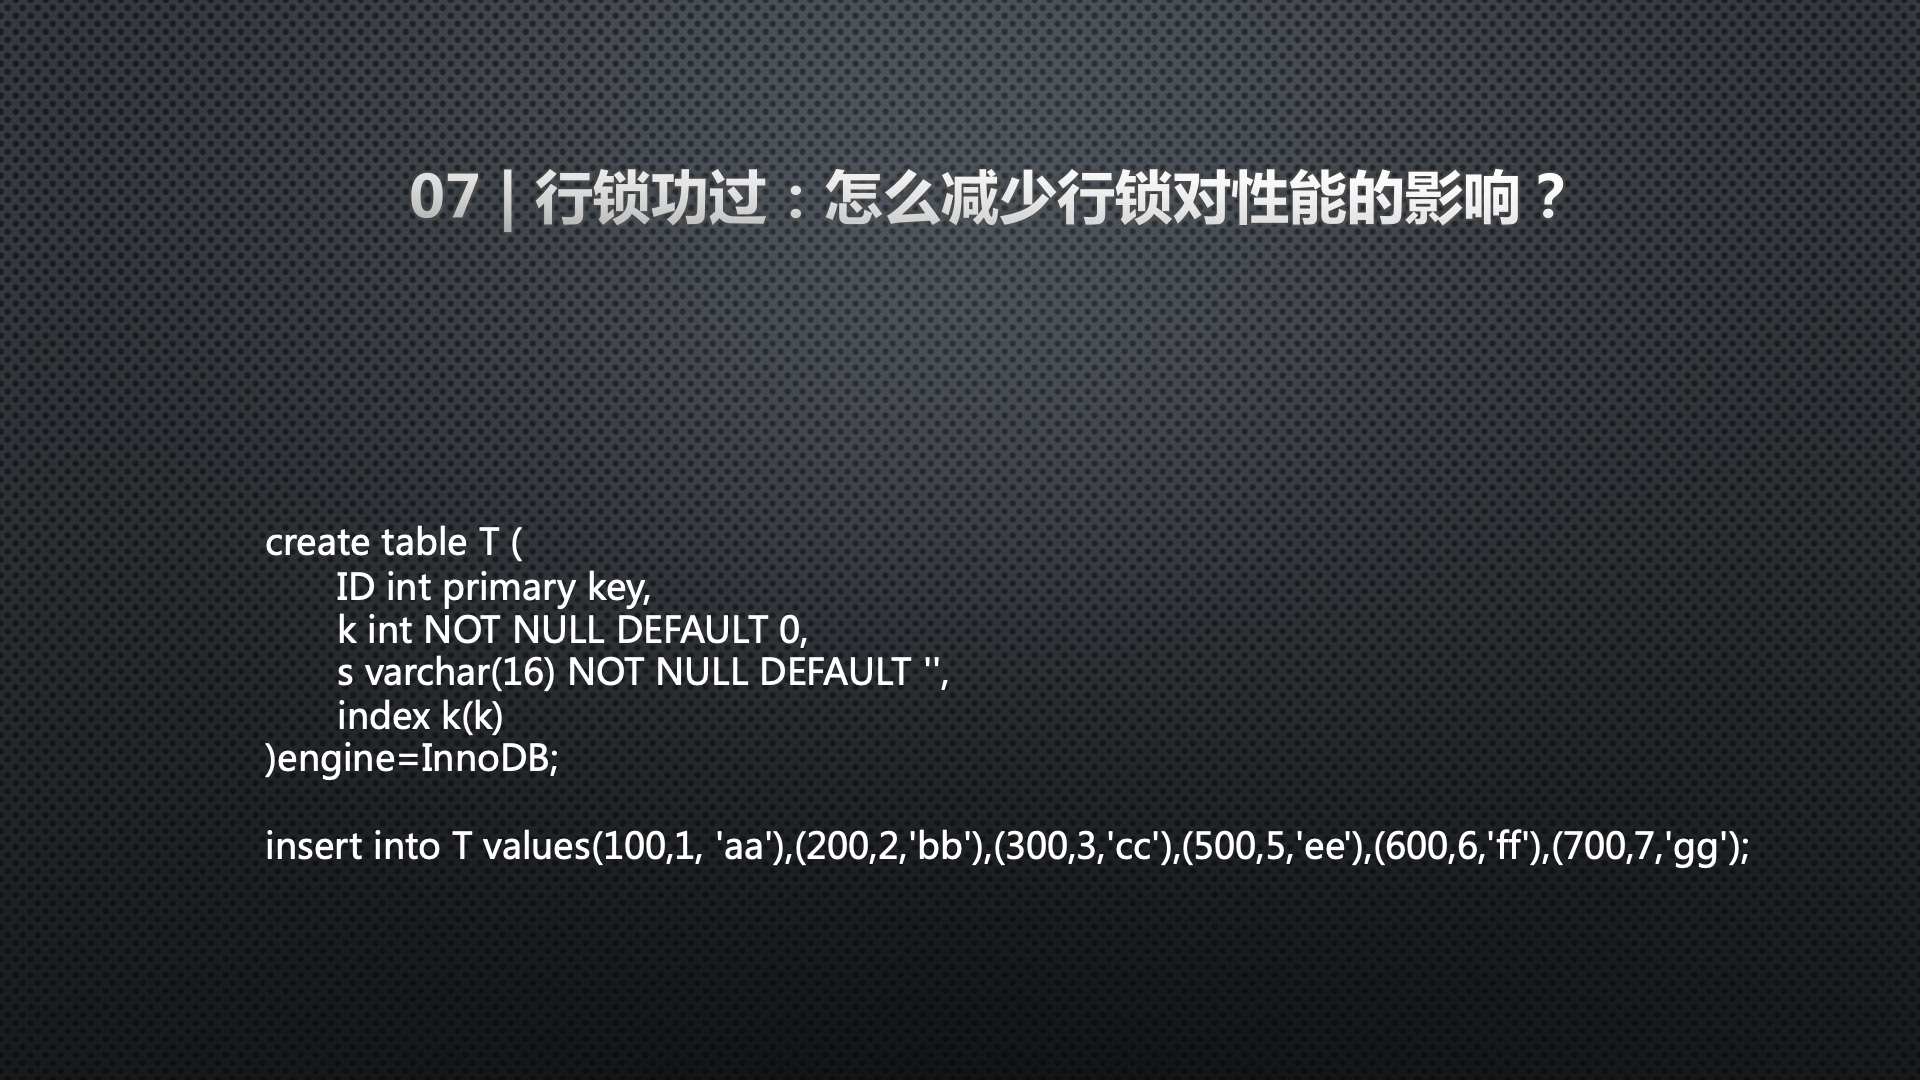 07 | 行锁功过：怎么减少行锁对性能的影响？
create table T (
ID int primary key,
k int NOT NULL DEFAULT 0,
s varchar(16) NOT NULL DEFAULT '',
index k(k)
)engine=InnoDB;
insert into T values(100,1, 'aa'),(200,2,'bb'),(300,3,'cc'),(500,5,'ee'),(600,6,'ff'),(700,7,'gg');